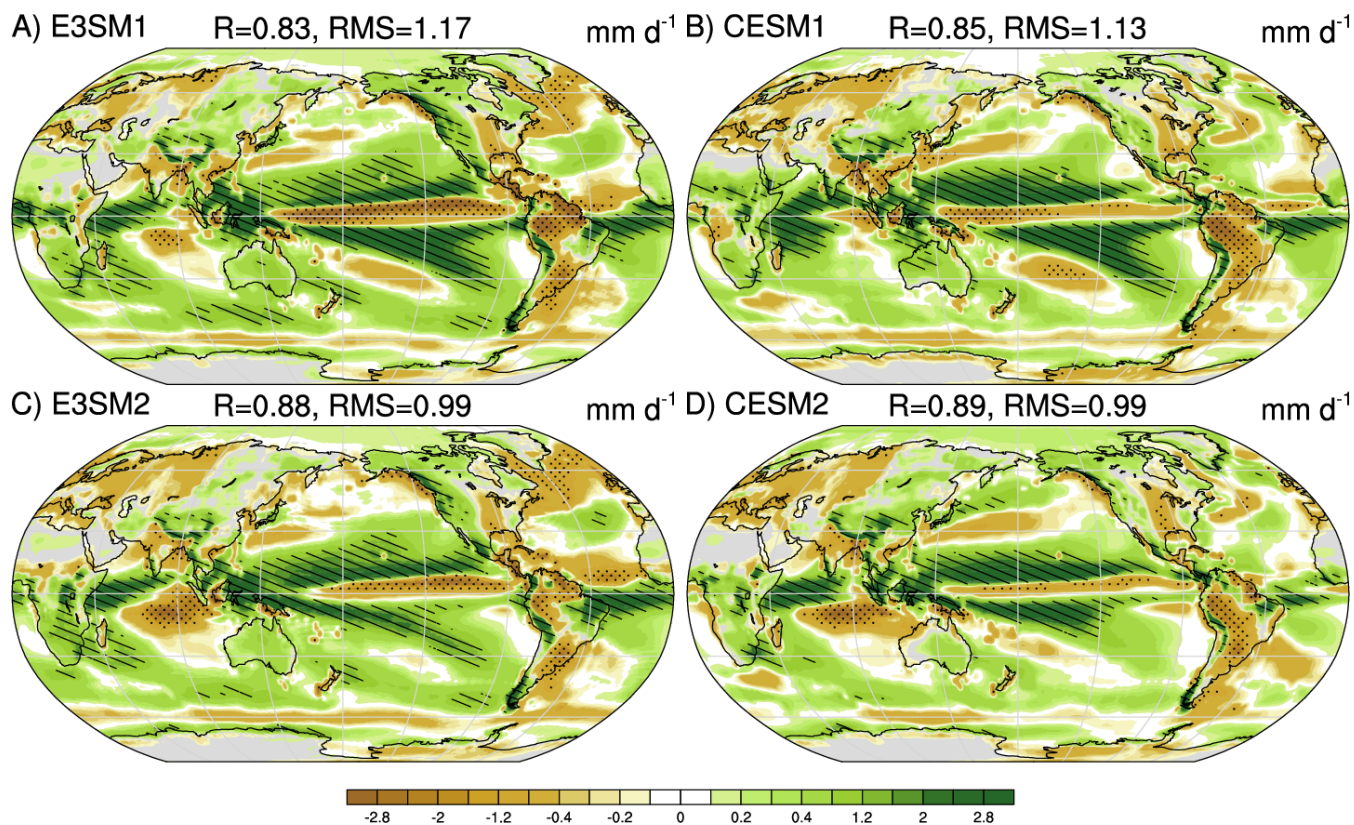 A) E3SM1 R=0.83, RMS=1.17 mm d-1
B) CESM1 R=0.85, RMS=1.13 mm d-1
C) E3SM2 R=0.88, RMS=0.99 mm d-1
D) CESM2 R=0.89, RMS=0.99 mm d-1
-2.8 -2 -1.2 -0.4 -0.2 0 0.2 0.4 1.2 2 2.8